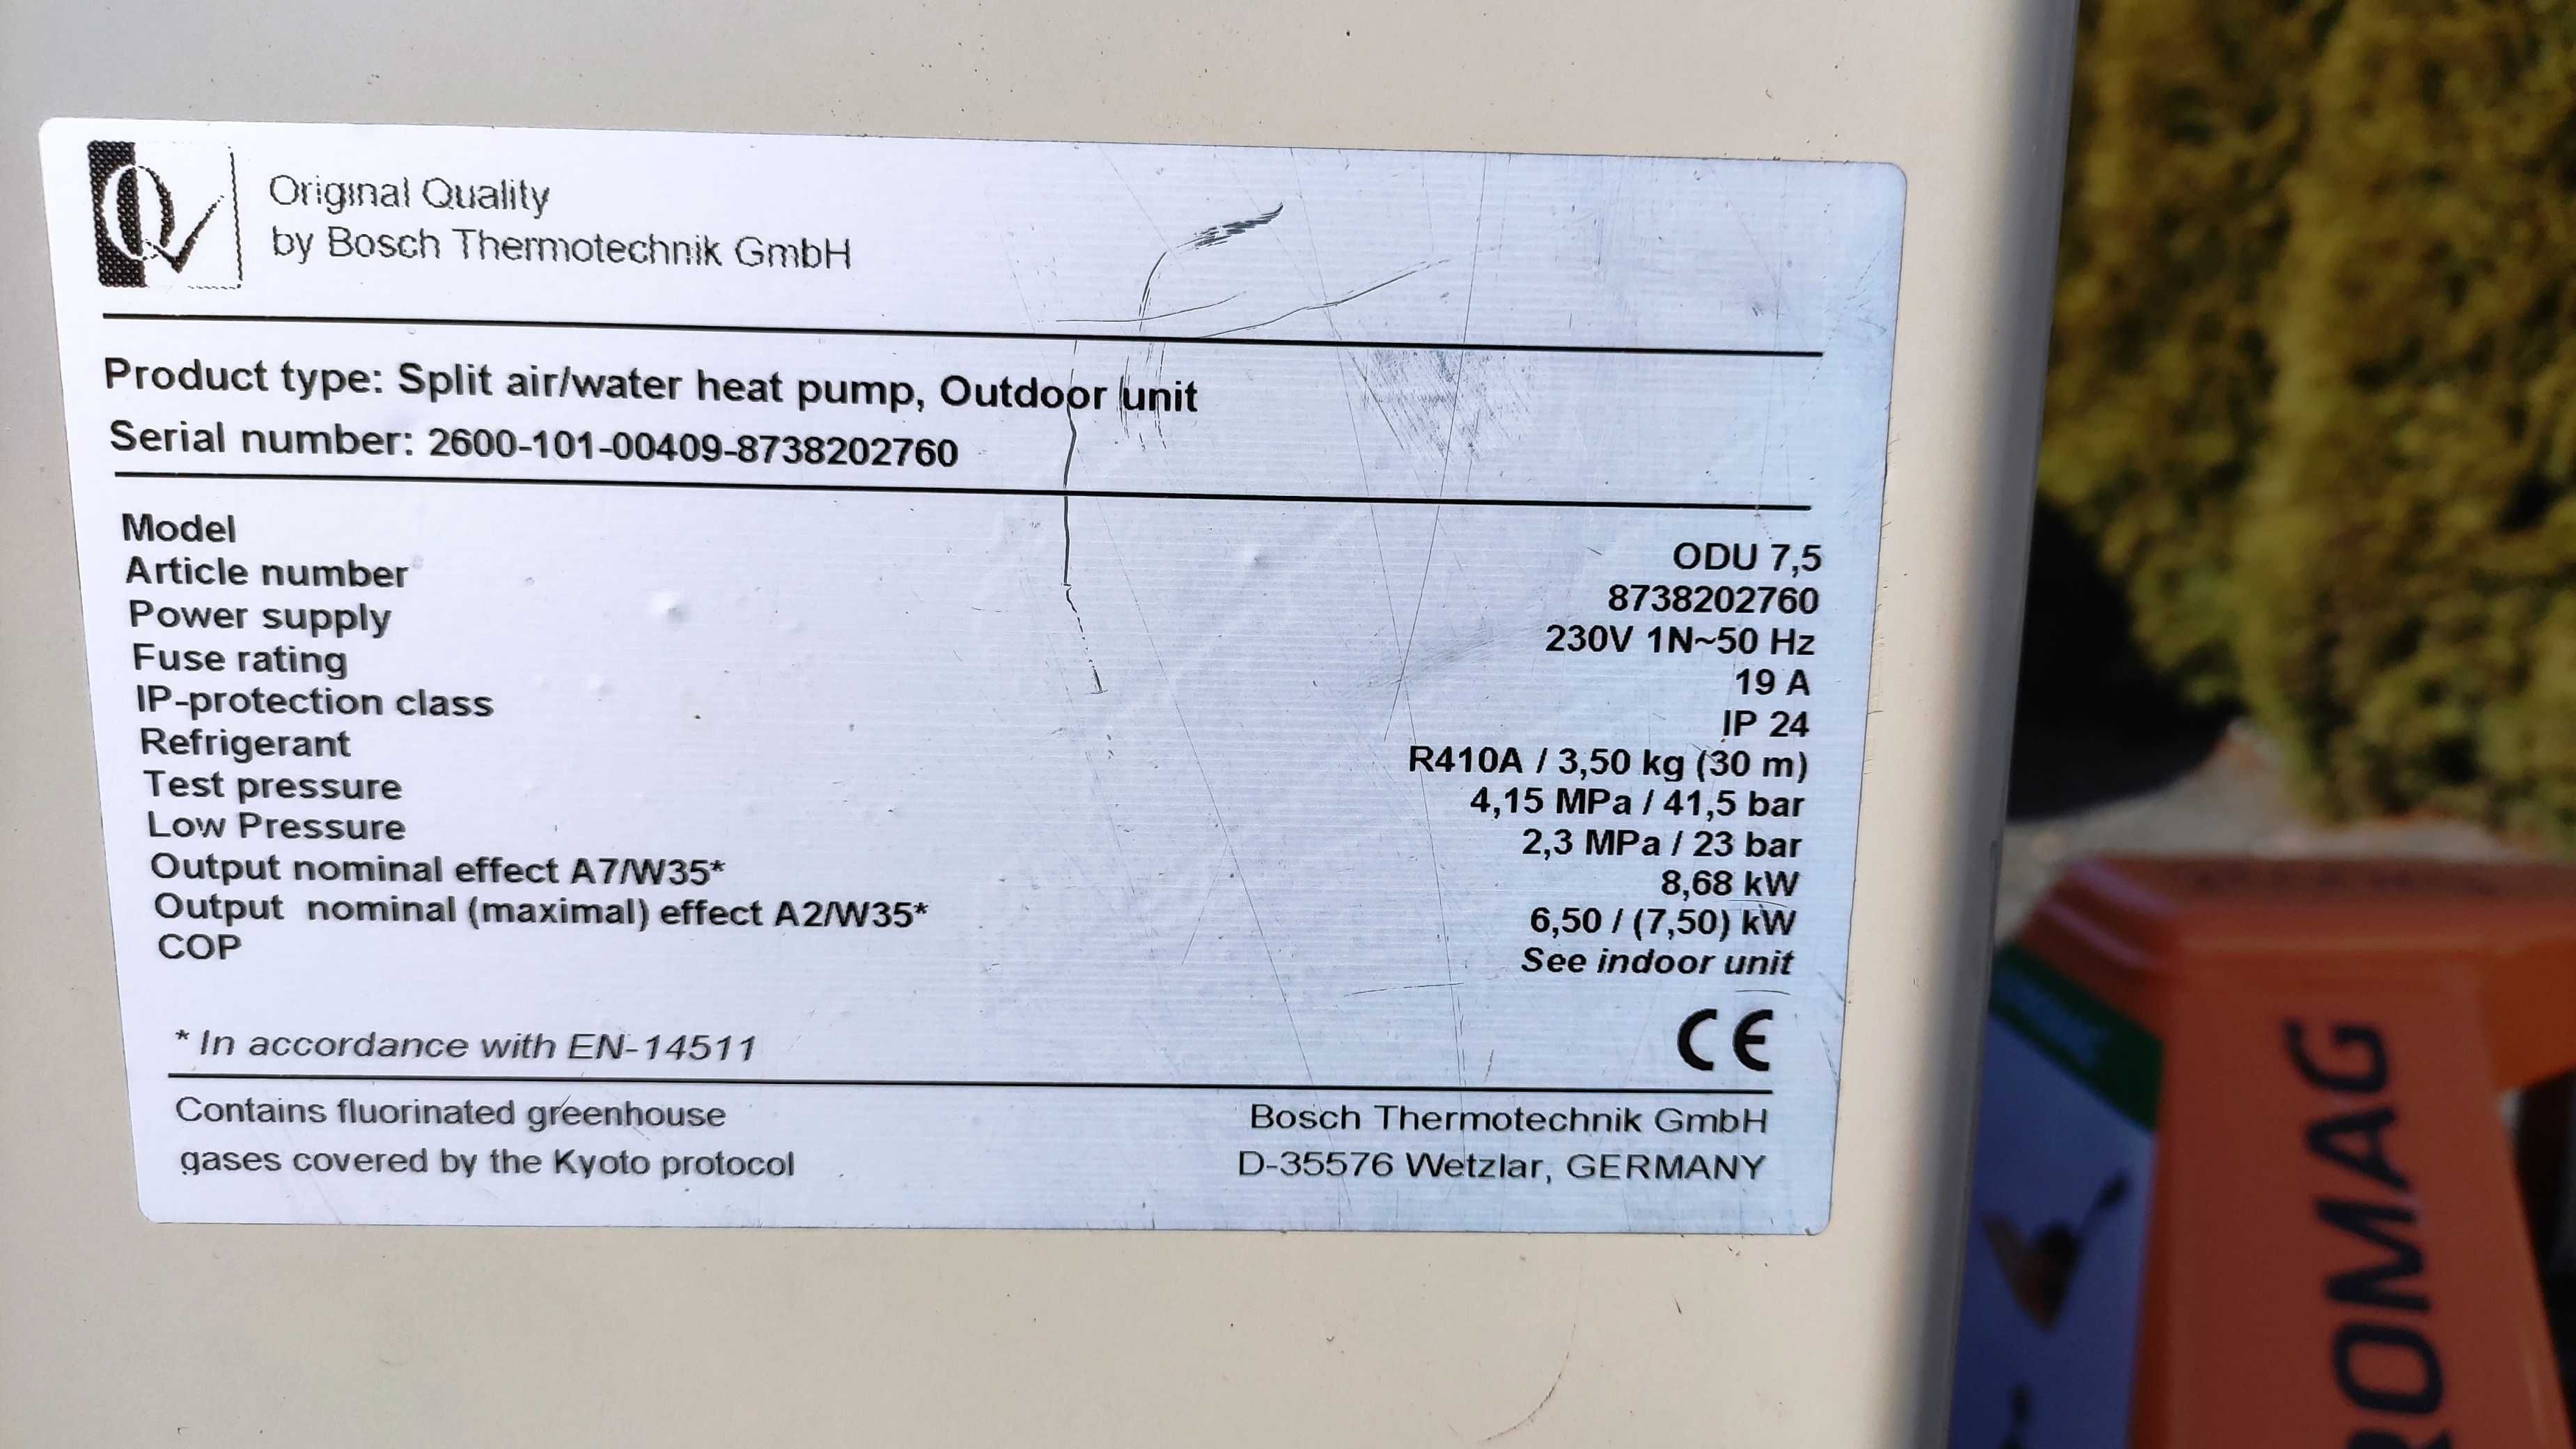 Original Quality
by Bosch Thermotechnik GmbH
Product type: Split air/water heat pump, Outdoor unit
Serial number: 2600-101-00409-8738202760
Model ODU 7,5
Article number 8738202760
Power supply 230V 1N~50 Hz
Fuse rating 19 A
IP-protection class IP 24
Refrigerant R410A / 3,50 kg (30 m)
Test pressure 4,15 MPa / 41,5 bar
Low Pressure 2,3 MPa / 23 bar
Output nominal effect A7/W35* 8,68 kW
Output nominal (maximal) effect A2/W35* 6,50 / (7,50) kW
COP See indoor unit
* In accordance with EN-14511
CE
Contains fluorinated greenhouse
gases covered by the Kyoto protocol
Bosch Thermotechnik GmbH
D-35576 Wetzlar, GERMANY
ROMAG